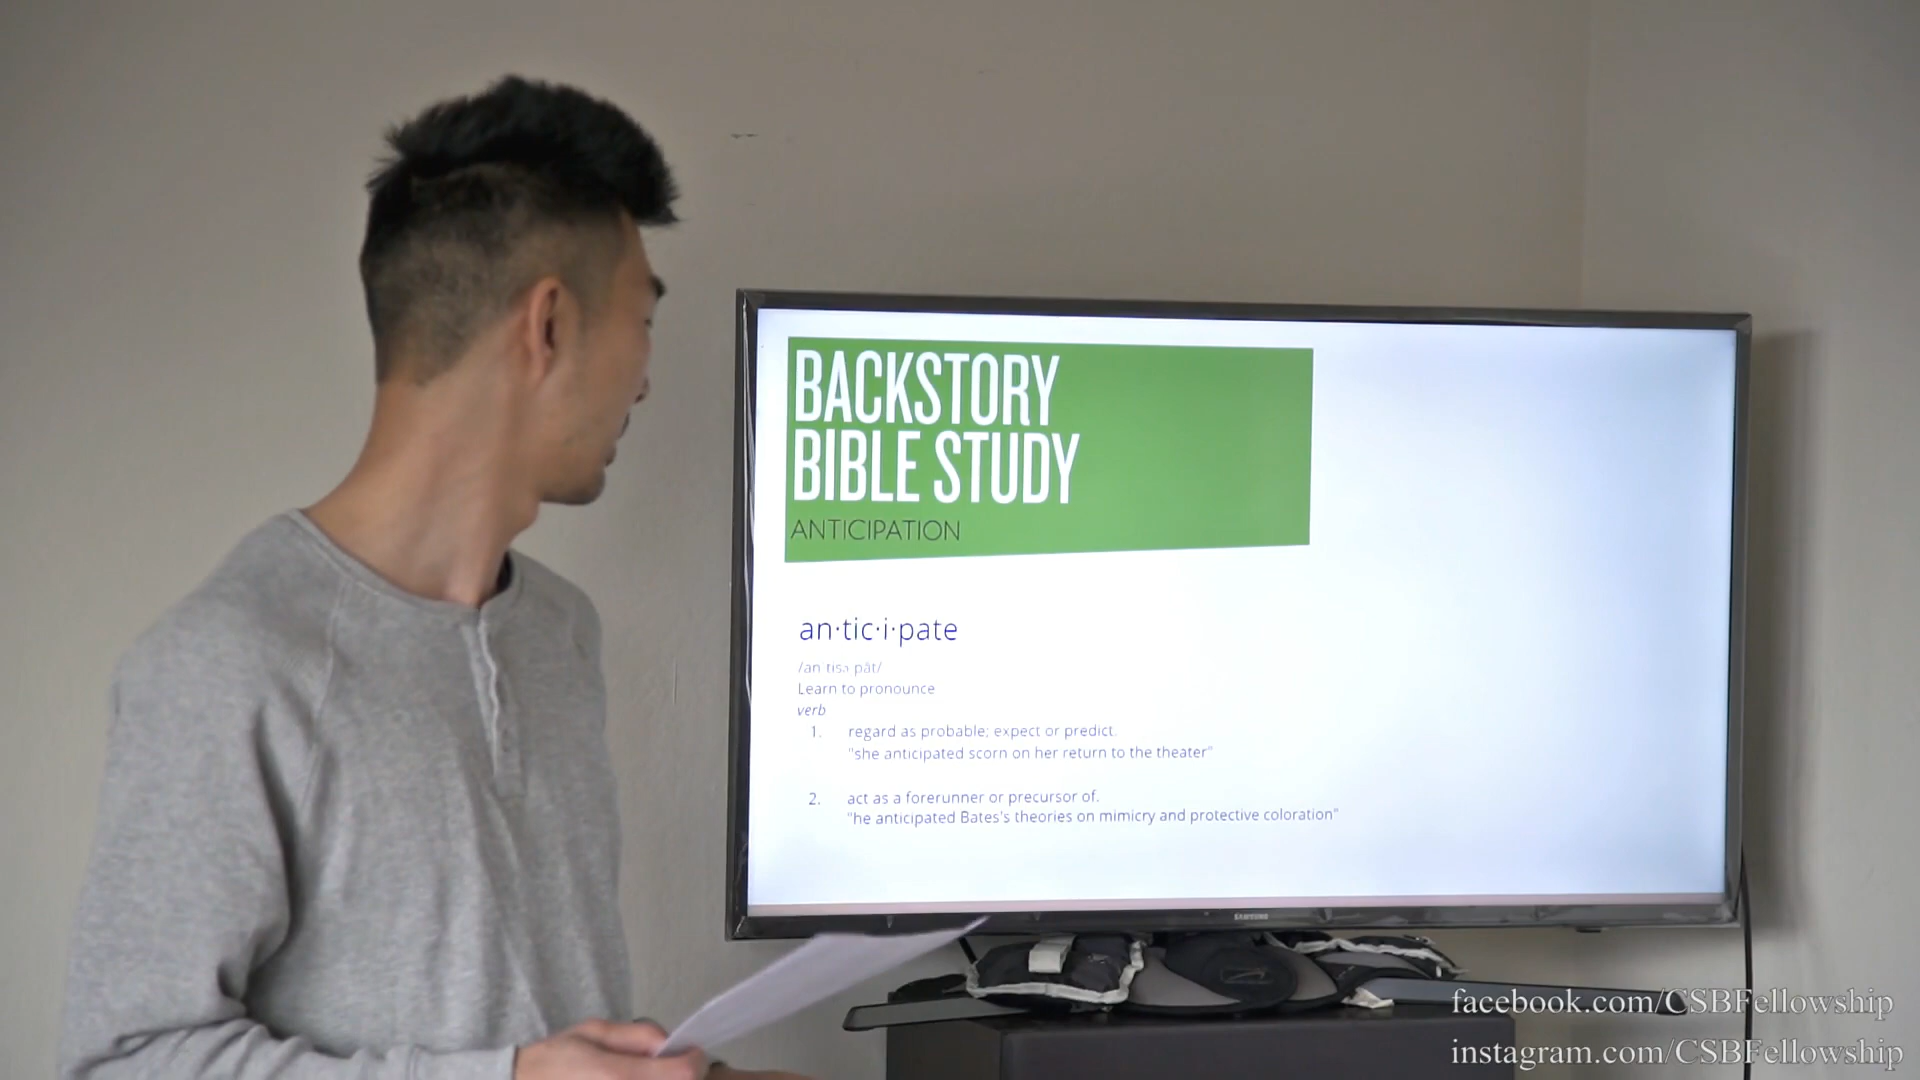 BACKSTORY
BIBLE STUDY
ANTICIPATION
an·tic·i·pate
Learn to pronounce
verb
1. regard as probable; expect or predict.
"she anticipated scorn on her return to the theater"
2. act as a forerunner or precursor of.
"he anticipated Bates's theories on mimicry and protective coloration"
SAMSUNG
facebook.com/CSBFellowship
instagram.com/CSBFellowship